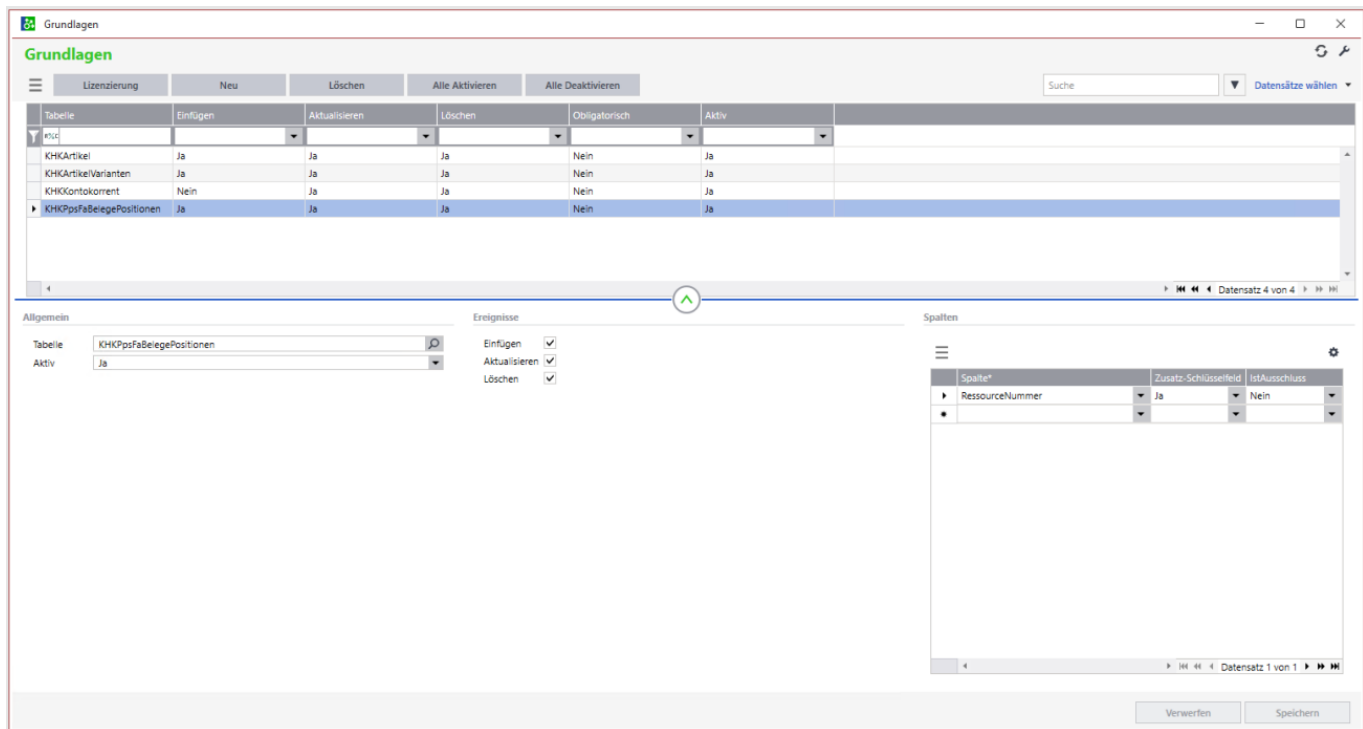 Grundlagen
Grundlagen
Lizenzierung Neu Löschen Alle Aktivieren Alle Deaktivieren Suche Datensätze wählen
Tabelle Einfügen Aktualisieren Löschen Obligatorisch Aktiv
KHKArtikel Ja Ja Ja Nein Ja
KHKArtikelVarianten Ja Ja Ja Nein Ja
KHKKontokorrent Nein Ja Ja Nein Ja
KHKPpsFaBelegePositionen Ja Ja Ja Nein Ja
Datensatz 4 von 4
Allgemein Ereignisse Spalten
Tabelle KHKPpsFaBelegePositionen Einfügen
Aktiv Ja Aktualisieren
Löschen
Spalte* Zusatz-Schlüsselfeld IstAusschluss
RessourceNummer Ja Nein
Datensatz 1 von 1
Verwerfen Speichern